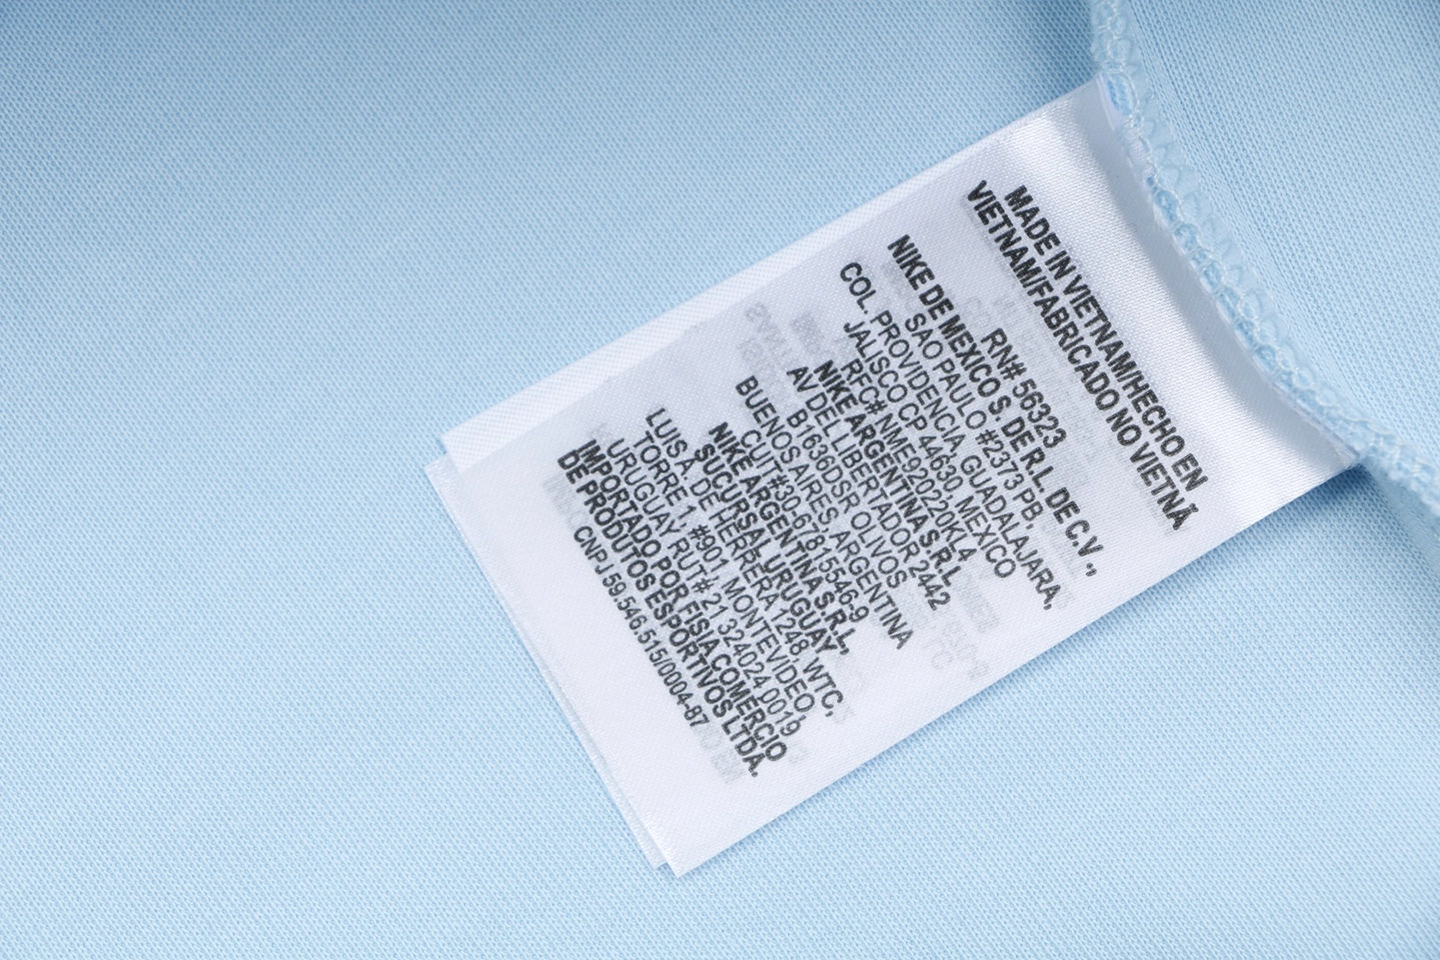 MADE IN VIETNAM/HECHO EN
VIETNAM/FABRICADO NO VIETNÃ
RN# 56323
NIKE DE MEXICO S. DE R.L. DE C.V.,
SAO PAULO #2373 PB,
COL. PROVIDENCIA, GUADALAJARA,
JALISCO CP 44630, MEXICO
RFC# NME920220KL4
NIKE ARGENTINA S.R.L
AV DEL LIBERTADOR 2442
B1636DSR OLIVOS
BUENOS AIRES, ARGENTINA
CUIT#30-67815546-9
NIKE ARGENTINA S.R.L,
SUCURSAL URUGUAY
LUIS A. DE HERRERA 1248, WTC,
TORRE 1, #901, MONTEVIDEO,
URUGUAY RUT# 21 324024 0019
IMPORTADO POR FISIA COMERCIO
DE PRODUTOS ESPORTIVOS LTDA.
CNPJ 59.546.515/0004-87